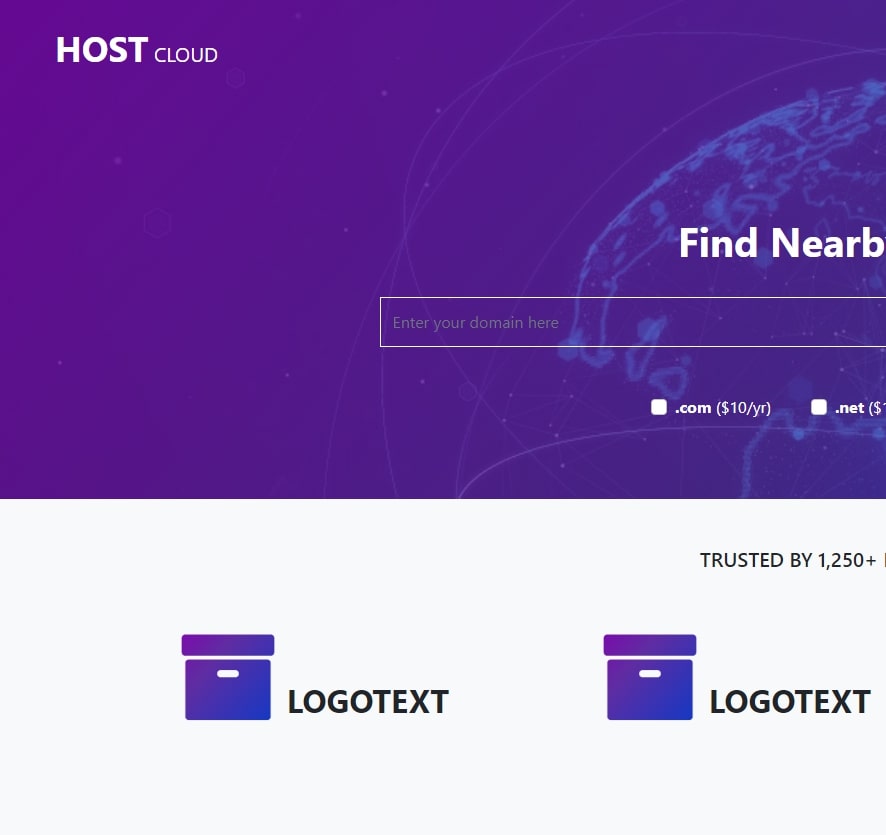 HOST CLOUD
Find Nearb
Enter your domain here
.com ($10/yr) .net ($1
TRUSTED BY 1,250+
LOGOTEXT LOGOTEXT